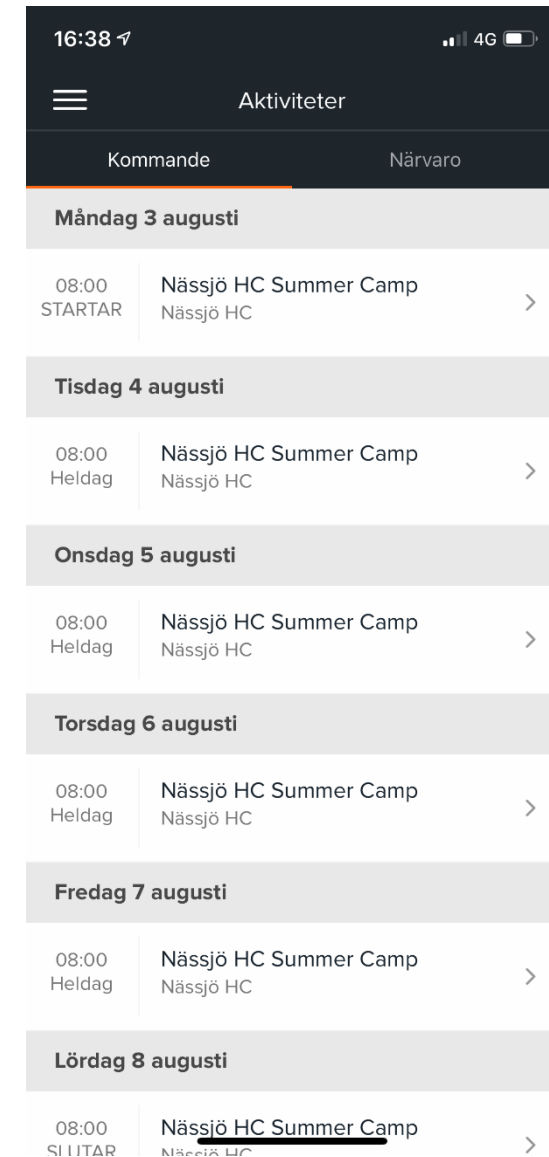 16:38
4G
Aktiviteter
Kommande
Närvaro
Måndag 3 augusti
08:00
STARTAR
Nässjö HC Summer Camp
Nässjö HC
Tisdag 4 augusti
08:00
Heldag
Nässjö HC Summer Camp
Nässjö HC
Onsdag 5 augusti
08:00
Heldag
Nässjö HC Summer Camp
Nässjö HC
Torsdag 6 augusti
08:00
Heldag
Nässjö HC Summer Camp
Nässjö HC
Fredag 7 augusti
08:00
Heldag
Nässjö HC Summer Camp
Nässjö HC
Lördag 8 augusti
08:00
SLUTAR
Nässjö HC Summer Camp
Nässjö HC